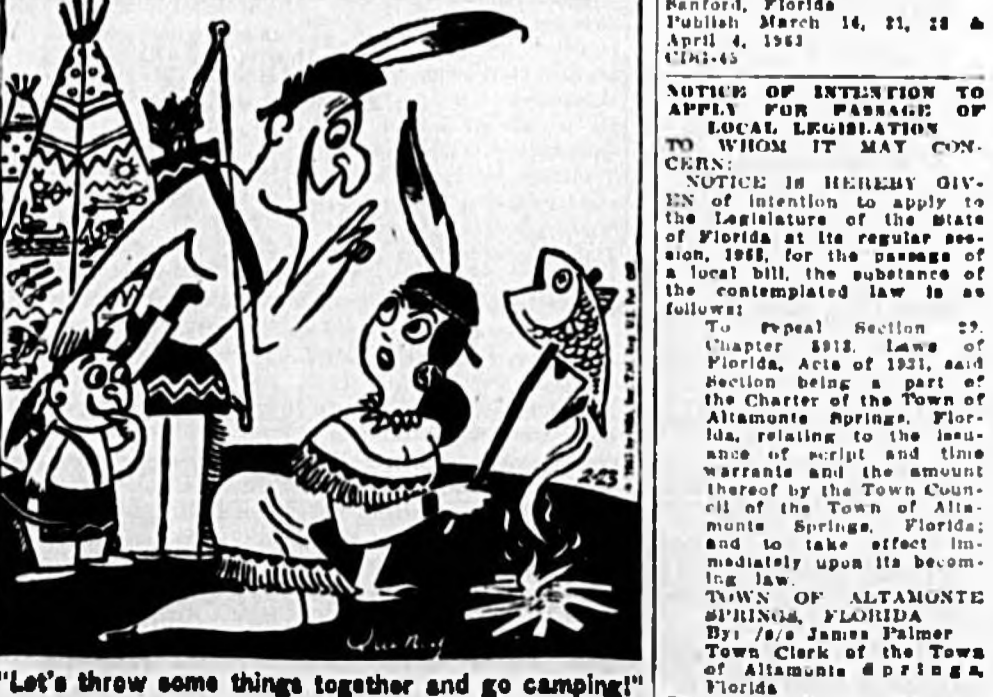 2-23
"Let's throw some things together and go camping!"
Sanford, Florida
Publish March 14, 21, 28 &
April 4, 1963
CDG-45
NOTICE OF INTENTION TO
APPLY FOR PASSAGE OF
LOCAL LEGISLATION
TO WHOM IT MAY CON-
CERN:
NOTICE IS HEREBY GIV-
EN of intention to apply to
the Legislature of the State
of Florida at its regular ses-
sion, for the passage of
a local bill, the substance of
the contemplated law is as
follows:
To repeal Section 29,
Chapter Laws of
Florida, Acts of 1921, said
Section being a part of
the Charter of the Town of
Altamonte Springs, Flor-
ida, relating to the issu-
ance of script and time
warrants and the amount
thereof by the Town Coun-
cil of the Town of Alta-
monte Springs, Florida;
and to take effect im-
mediately upon its becom-
ing law.
TOWN OF ALTAMONTE
SPRINGS, FLORIDA
By: /s/s James Palmer
Town Clerk of the Town
of Altamonte Springs,
Florida